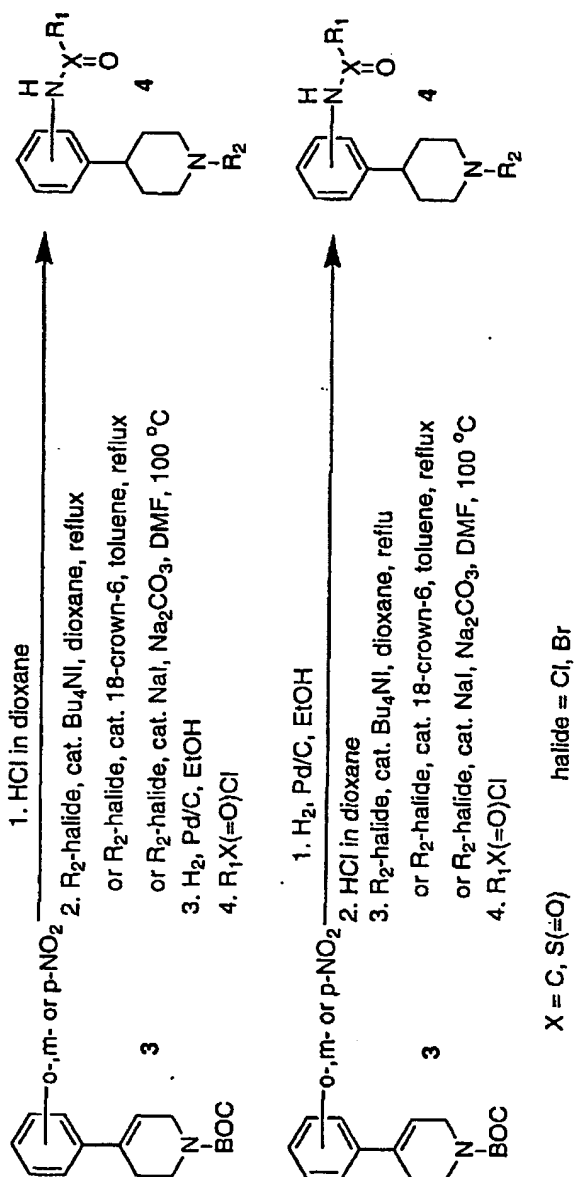 1. HCl in dioxane
2. R₂-halide, cat. Bu₄NI, dioxane, reflux
or R₂-halide, cat. 18-crown-6, toluene, reflux
or R₂-halide, cat. NaI, Na₂CO₃, DMF, 100 °C
3. H₂, Pd/C, EtOH
4. R₁X(=O)Cl
o-,m- or p-NO₂
N
BOC
3
H
N
X
R₁
O
N
R₂
4
1. H₂, Pd/C, EtOH
2. HCl in dioxane
3. R₂-halide, cat. Bu₄NI, dioxane, reflu
or R₂-halide, cat. 18-crown-6, toluene, reflux
or R₂-halide, cat. NaI, Na₂CO₃, DMF, 100 °C
4. R₁X(=O)Cl
o-,m- or p-NO₂
N
BOC
3
H
N
X
R₁
O
N
R₂
4
X = C, S(=O) halide = Cl, Br